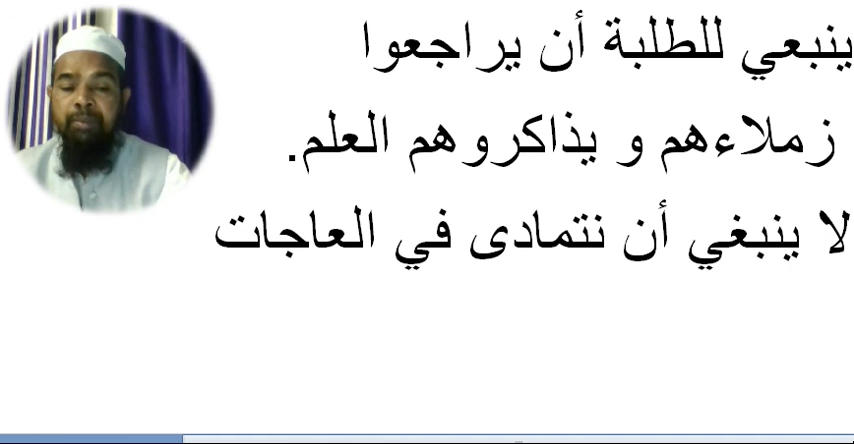 ينبعي للطلبة أن يراجعوا
زملاءهم و يذاكروهم العلم.
لا ينبغي أن نتمادى في العاجات